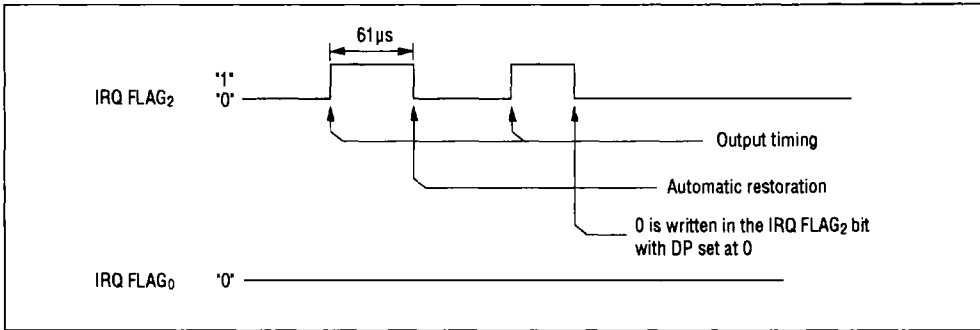 61µs
"1"
IRQ FLAG₂ "0"
Output timing
Automatic restoration
0 is written in the IRQ FLAG₂ bit
with DP set at 0
IRQ FLAG₀ "0"